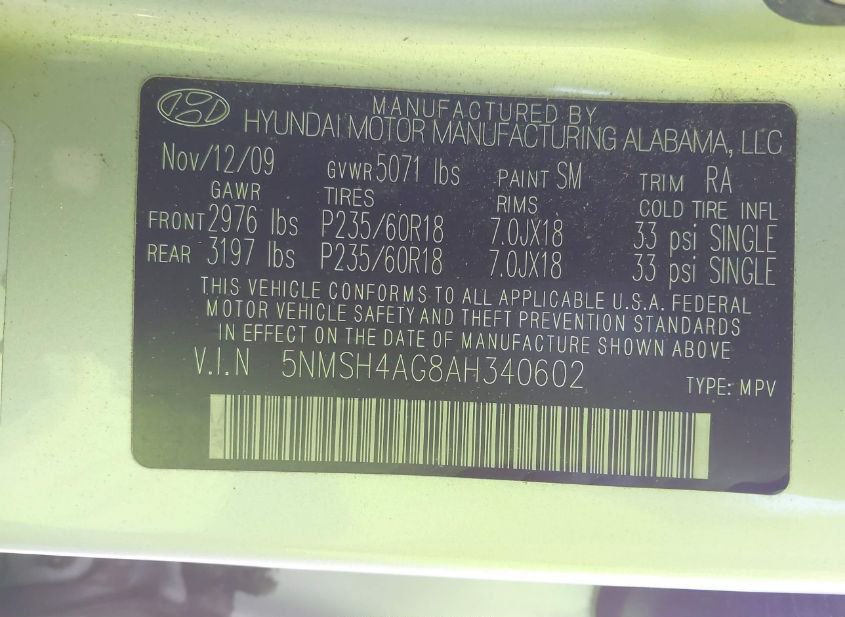 MANUFACTURED BY
HYUNDAI MOTOR MANUFACTURING ALABAMA, LLC
Nov/12/09 GVWR 5071 lbs PAINT SM TRIM RA
GAWR TIRES RIMS COLD TIRE INFL
FRONT 2976 lbs P235/60R18 7.0JX18 33 psi SINGLE
REAR 3197 lbs P235/60R18 7.0JX18 33 psi SINGLE
THIS VEHICLE CONFORMS TO ALL APPLICABLE U.S.A. FEDERAL
MOTOR VEHICLE SAFETY AND THEFT PREVENTION STANDARDS
IN EFFECT ON THE DATE OF MANUFACTURE SHOWN ABOVE
V.I.N 5NMSH4AG8AH340602 TYPE: MPV